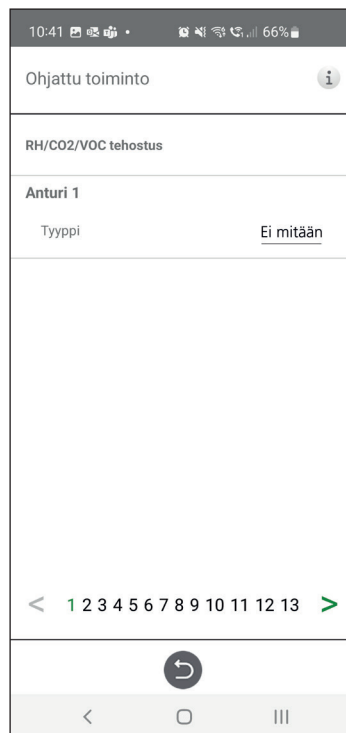 10:41 66%
Ohjattu toiminto i
RH/CO2/VOC tehostus
Anturi 1
Tyyppi Ei mitään
< 1 2 3 4 5 6 7 8 9 10 11 12 13 >